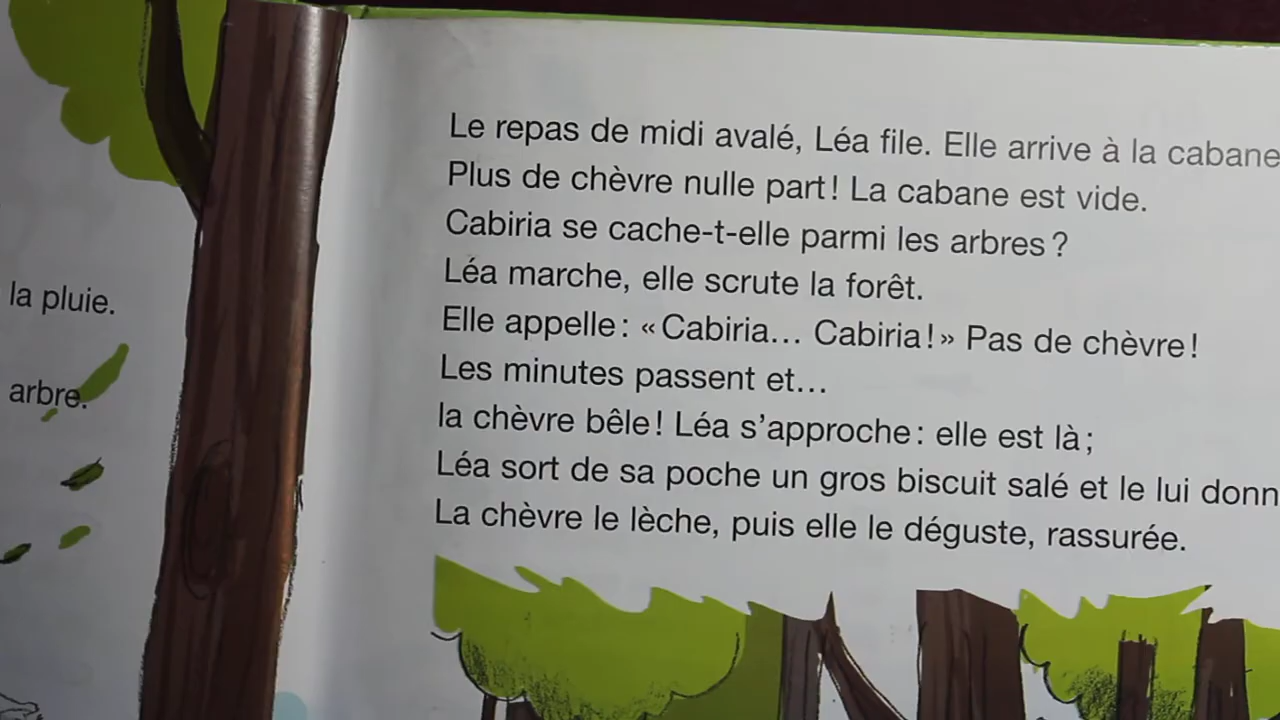 la pluie.
arbre.
Le repas de midi avalé, Léa file. Elle arrive à la cabane
Plus de chèvre nulle part ! La cabane est vide.
Cabiria se cache-t-elle parmi les arbres ?
Léa marche, elle scrute la forêt.
Elle appelle : « Cabiria... Cabiria ! » Pas de chèvre !
Les minutes passent et...
la chèvre bêle ! Léa s'approche : elle est là ;
Léa sort de sa poche un gros biscuit salé et le lui
La chèvre le lèche, puis elle le déguste, rassurée.